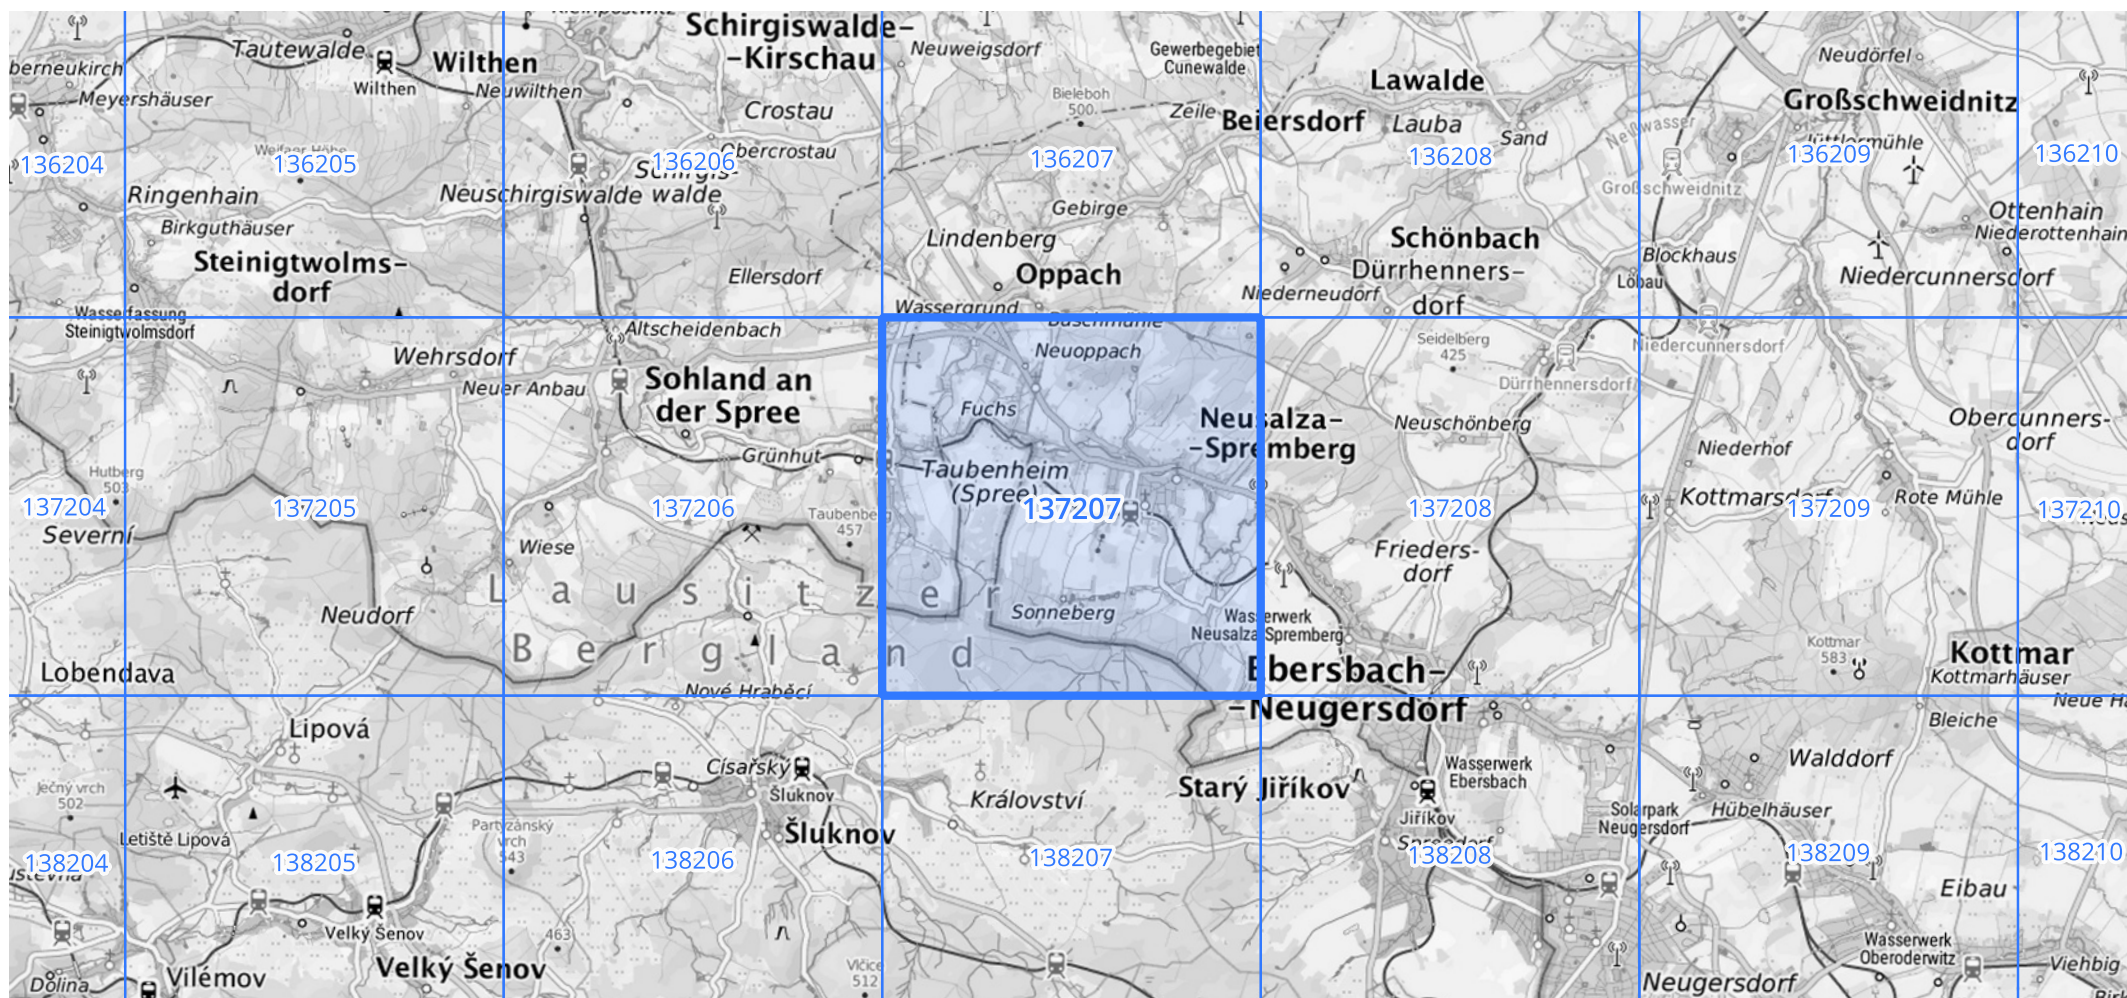 Schirgiswalde-
-Kirschau
Neuweigsdorf
Gewerbegebiet
Cunewalde
Neudörfel
Tautewalde
Wilthen
Wilthen
Neuwilthen
berneukirch
Meyershäuser
Crostau
Bieleboh
500
Zeile
Beiersdorf
Lawalde
Lauba
Sand
Großschweidnitz
Obercrostau
136204
136205
136206
136207
136208
136209
136210
Großschweidnitz
Ringenhain
Birkguthäuser
Neuschirgiswalde
walde
Gebirge
Lindenberg
Oppach
Schönbach
Dürrhenners-
dorf
Ottenhain
Niederottenhain
Blockhaus
Löbau
Niedercunnersdorf
Steinigtwolms-
dorf
Ellersdorf
Wassergrund
Niederneudorf
Wasserfassung
Steinigtwolmsdorf
Altscheidenbach
Buschmühle
Neuoppach
Seidelberg
425
Niedercunnersdorf
Dürrhennersdorf
Wehrsdorf
Neuer Anbau
Sohland an
der Spree
Fuchs
Neusalza-
-Spremberg
Neuschönberg
Obercunners-
dorf
Niederhof
Grünhut
Taubenheim
(Spree)
Hutberg
503
Kottmarsdorf
Rote Mühle
137204
137205
137206
137207
137208
137209
137210
Severní
Taubenberg
457
Wiese
Frieders-
dorf
Lausitzer
Bergland
Neudorf
Sonneberg
Wasserwerk
Neusalza-Spremberg
Lobendava
Kottmar
583
Kottmar
Kottmarhäuser
Nové Hraběcí
Ebersbach-
-Neugersdorf
Bleiche
Lipová
Císařský
Šluknov
Wasserwerk
Ebersbach
Walddorf
Ječný vrch
502
Království
Starý Jiříkov
Jiříkov
Hübelhäuser
Solarpark
Neugersdorf
Letiště Lipová
Partyzánský
vrch
543
Šluknov
Spreedorf
138204
138205
138206
138207
138208
138209
138210
Eibau
Velký Šenov
463
Vilémov
Velký Šenov
Vlčice
512
Wasserwerk
Oberoderwitz
Viehbig
Dolina
Neugersdorf